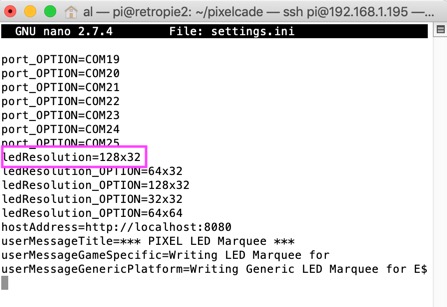 al — pi@retropie2: ~/pixelcade — ssh pi@192.168.1.195 —
GNU nano 2.7.4 File: settings.ini
port_OPTION=COM19
port_OPTION=COM20
port_OPTION=COM21
port_OPTION=COM22
port_OPTION=COM23
port_OPTION=COM24
port_OPTION=COM25
ledResolution=128x32
ledResolution_OPTION=64x32
ledResolution_OPTION=128x32
ledResolution_OPTION=32x32
ledResolution_OPTION=64x64
hostAddress=http://localhost:8080
userMessageTitle=*** PIXEL LED Marquee ***
userMessageGameSpecific=Writing LED Marquee for
userMessageGenericPlatform=Writing Generic LED Marquee for E$